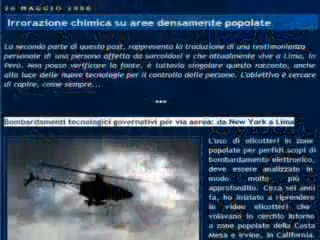 26 MAGGIO 2006
Irrorazione chimica su aree densamente popolate
La seconda parte di questo post, rappresenta la traduzione di una testimonianza
personale di una persona affetta da sarcoidosi e che attualmente vive a Lima, in
Perù. Non posso verificare la fonte, è tuttavia singolare questo racconto, anche
alla luce delle nuove tecnologie per il controllo delle persone. L'obiettivo è cercare
di capire, come sempre...
***
Bombardamenti tecnologici governativi per via aerea: da New York a Lima
L'uso di elicotteri in zone
popolate per perfidi scopi di
bombardamento elettronico,
deve essere analizzato in
modo molto più
approfondito. Circa sei anni
fa, ho iniziato a riprendere
in video elicotteri che
volavano in cerchio intorno
a zone popolate della Costa
Mesa e Irvine, in California.